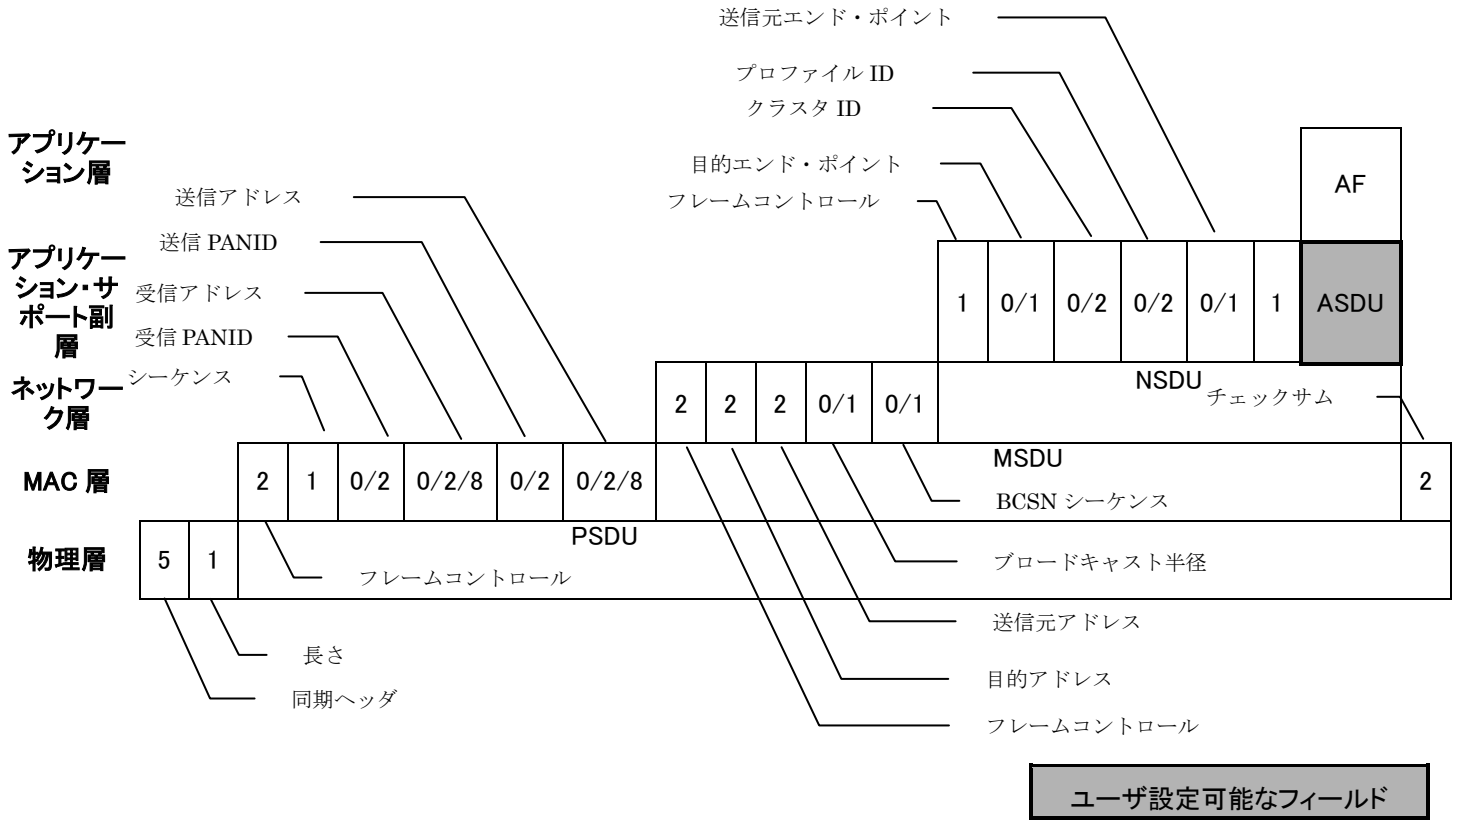 送信元エンド・ポイント
プロファイル ID
クラスタ ID
目的エンド・ポイント
フレームコントロール
アプリケー
ション層
AF
送信アドレス
送信 PANID
受信アドレス
受信 PANID
シーケンス
アプリケー
ション・サ
ポート副
層
1 0/1 0/2 0/2 0/1 1 ASDU
ネットワー
ク層
2 2 2 0/1 0/1
NSDU
チェックサム
MAC 層
2 1 0/2 0/2/8 0/2 0/2/8
MSDU
2
BCSN シーケンス
物理層
5 1
PSDU
フレームコントロール
ブロードキャスト半径
長さ
送信元アドレス
同期ヘッダ
目的アドレス
フレームコントロール
ユーザ設定可能なフィールド